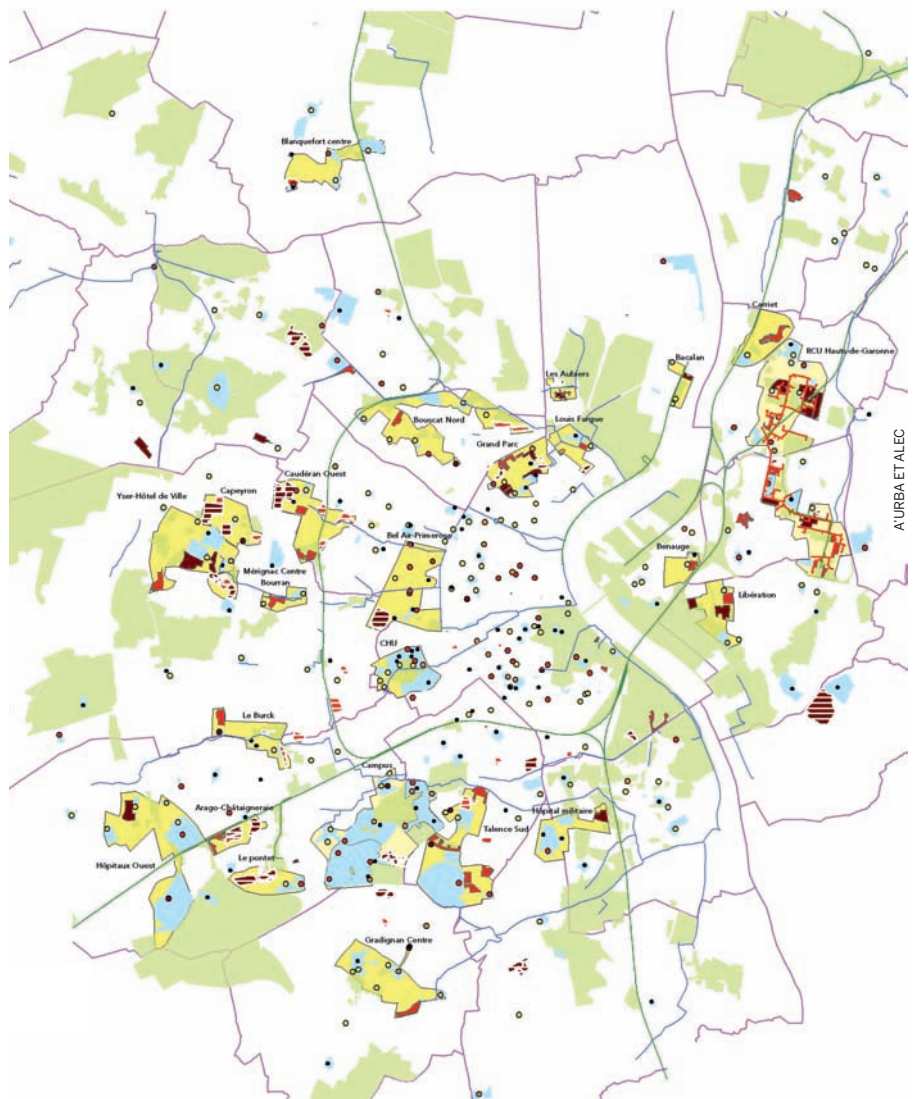 Blanquefort centre
Carriet
RCU Hauts-de-Garonne
Bacalan
Les Aubiers
Bouscat Nord
Louis Fargue
Grand Parc
Caudéran Ouest
Capeyron
Yser-Hôtel de Ville
Bel Air-Primerose
A'URBA ET ALEC
Benauge
Mérignac Centre
Bourran
Libération
CHU
Le Burck
Campus
Arago-Châtaigneraie
Hôpital militaire
Talence Sud
Le pontet
Hôpitaux Ouest
Gradignan Centre